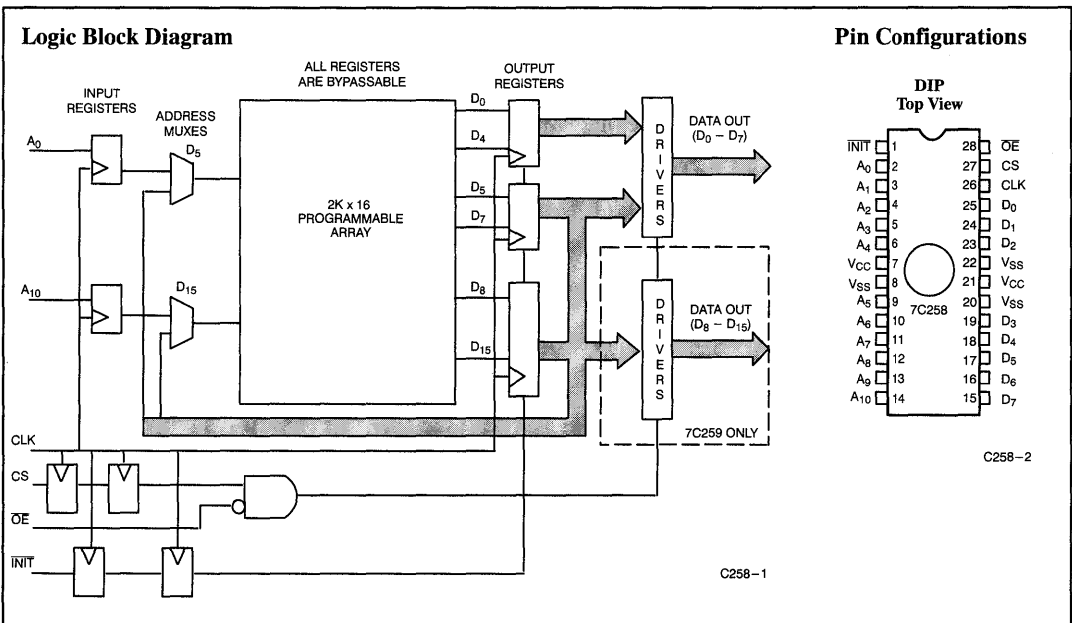 Logic Block Diagram
ALL REGISTERS
ARE BYPASSABLE
OUTPUT
REGISTERS
INPUT
REGISTERS
ADDRESS
MUXES
A0
A10
D5
D15
2K x 16
PROGRAMMABLE
ARRAY
D0
D4
D5
D7
D8
D15
DRIVERS
DATA OUT
(D0 – D7)
DRIVERS
DATA OUT
(D8 – D15)
7C259 ONLY
CLK
CS
OE
INIT
C258–1
Pin Configurations
DIP
Top View
INIT 1 28 OE
A0 2 27 CS
A1 3 26 CLK
A2 4 25 D0
A3 5 24 D1
A4 6 23 D2
VCC 7 22 VSS
VSS 8 21 VCC
A5 9 20 VSS
7C258
A6 10 19 D3
A7 11 18 D4
A8 12 17 D5
A9 13 16 D6
A10 14 15 D7
C258–2